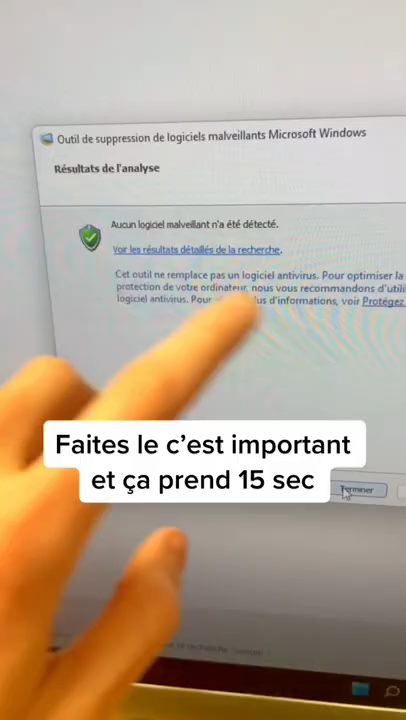 Outil de suppression de logiciels malveillants Microsoft Windows
Résultats de l'analyse
Aucun logiciel malveillant n'a été détecté.
Voir les résultats détaillés de la recherche.
Cet outil ne remplace pas un logiciel antivirus. Pour optimiser la
protection de votre ordinateur, nous vous recommandons d'utili
logiciel antivirus. Pour plus d'informations, voir Protégez
Faites le c'est important
et ça prend 15 sec
Terminer